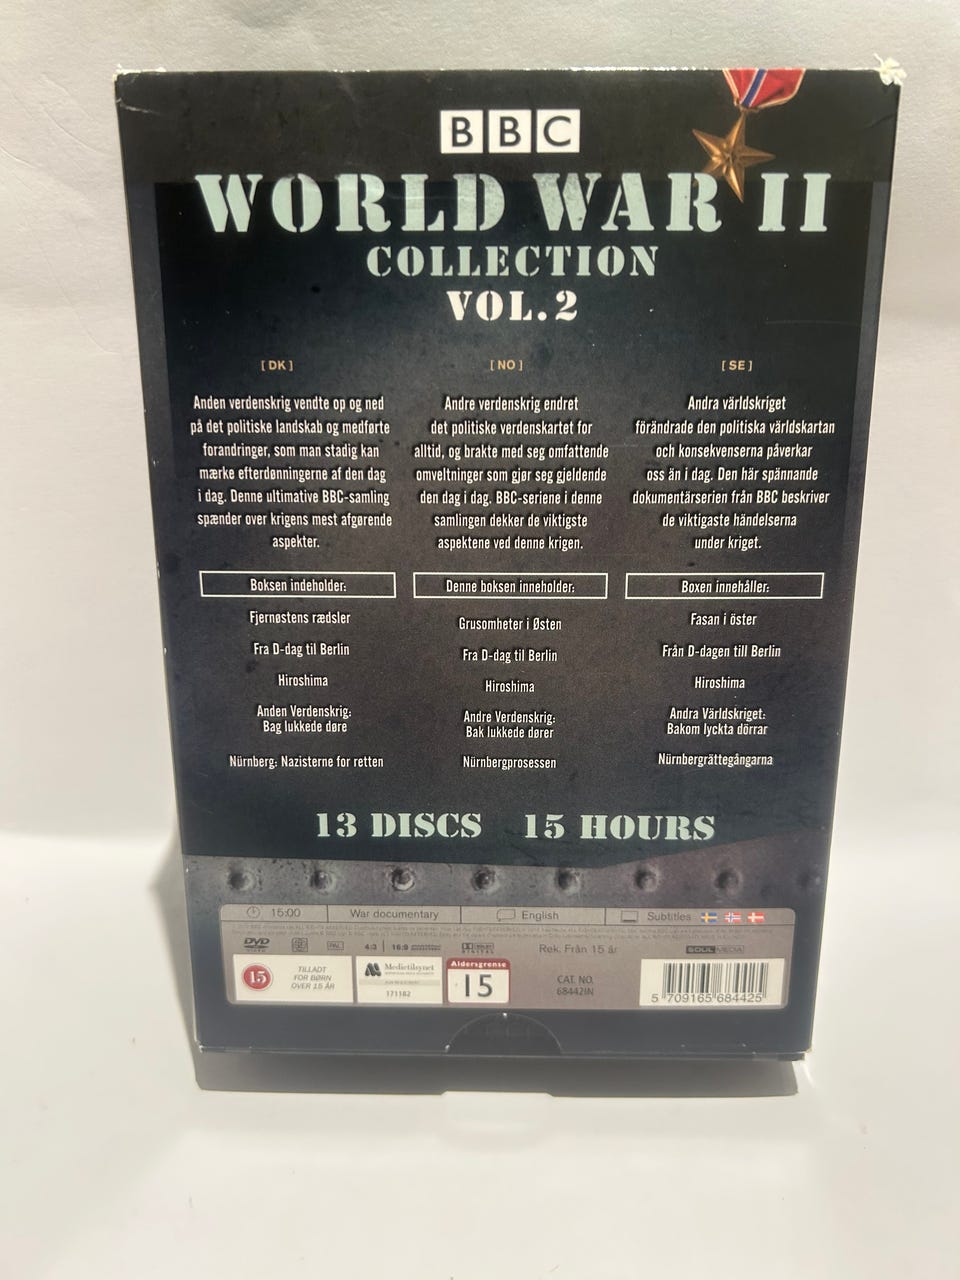 BBC
WORLD WAR II
COLLECTION
VOL.2
[DK]
Anden verdenskrig vendte op og ned
på det politiske landskab og medførte
forandringer, som man stadig kan
mærke efterdønningerne af den dag
i dag. Denne ultimative BBC-samling
spænder over krigens mest afgørende
aspekter.
Boksen indeholder:
Fjernøstens rædsler
Fra D-dag til Berlin
Hiroshima
Anden Verdenskrig:
Bag lukkede døre
Nürnberg: Nazisterne for retten
[NO]
Andre verdenskrig endret
det politiske verdenskartet for
alltid, og brakte med seg omfattende
omveltninger som gjør seg gjeldende
den dag i dag. BBC-seriene i denne
samlingen dekker de viktigste
aspektene ved denne krigen.
Denne boksen inneholder:
Grusomheter i Østen
Fra D-dag til Berlin
Hiroshima
Andre Verdenskrig:
Bak lukkede dører
Nürnbergprosessen
[SE]
Andra världskriget
förändrade den politiska världskartan
och konsekvenserna påverkar
oss än i dag. Den här spännande
dokumentärserien från BBC beskriver
de viktigaste händelserna
under kriget.
Boxen innehåller:
Fasan i öster
Från D-dagen till Berlin
Hiroshima
Andra Världskriget:
Bakom lyckta dörrar
Nürnbergrättegångarna
13 DISCS 15 HOURS
15:00 War documentary English Subtitles
DVD VIDEO PAL 4:3 16:9 DOLBY DIGITAL Rek. Från 15 år SOULMEDIA
15 TILLADT
FOR BØRN
OVER 15 ÅR
Medietilsynet
171182
Aldersgrense
15
CAT. NO.
68442IN
5 709165 684425